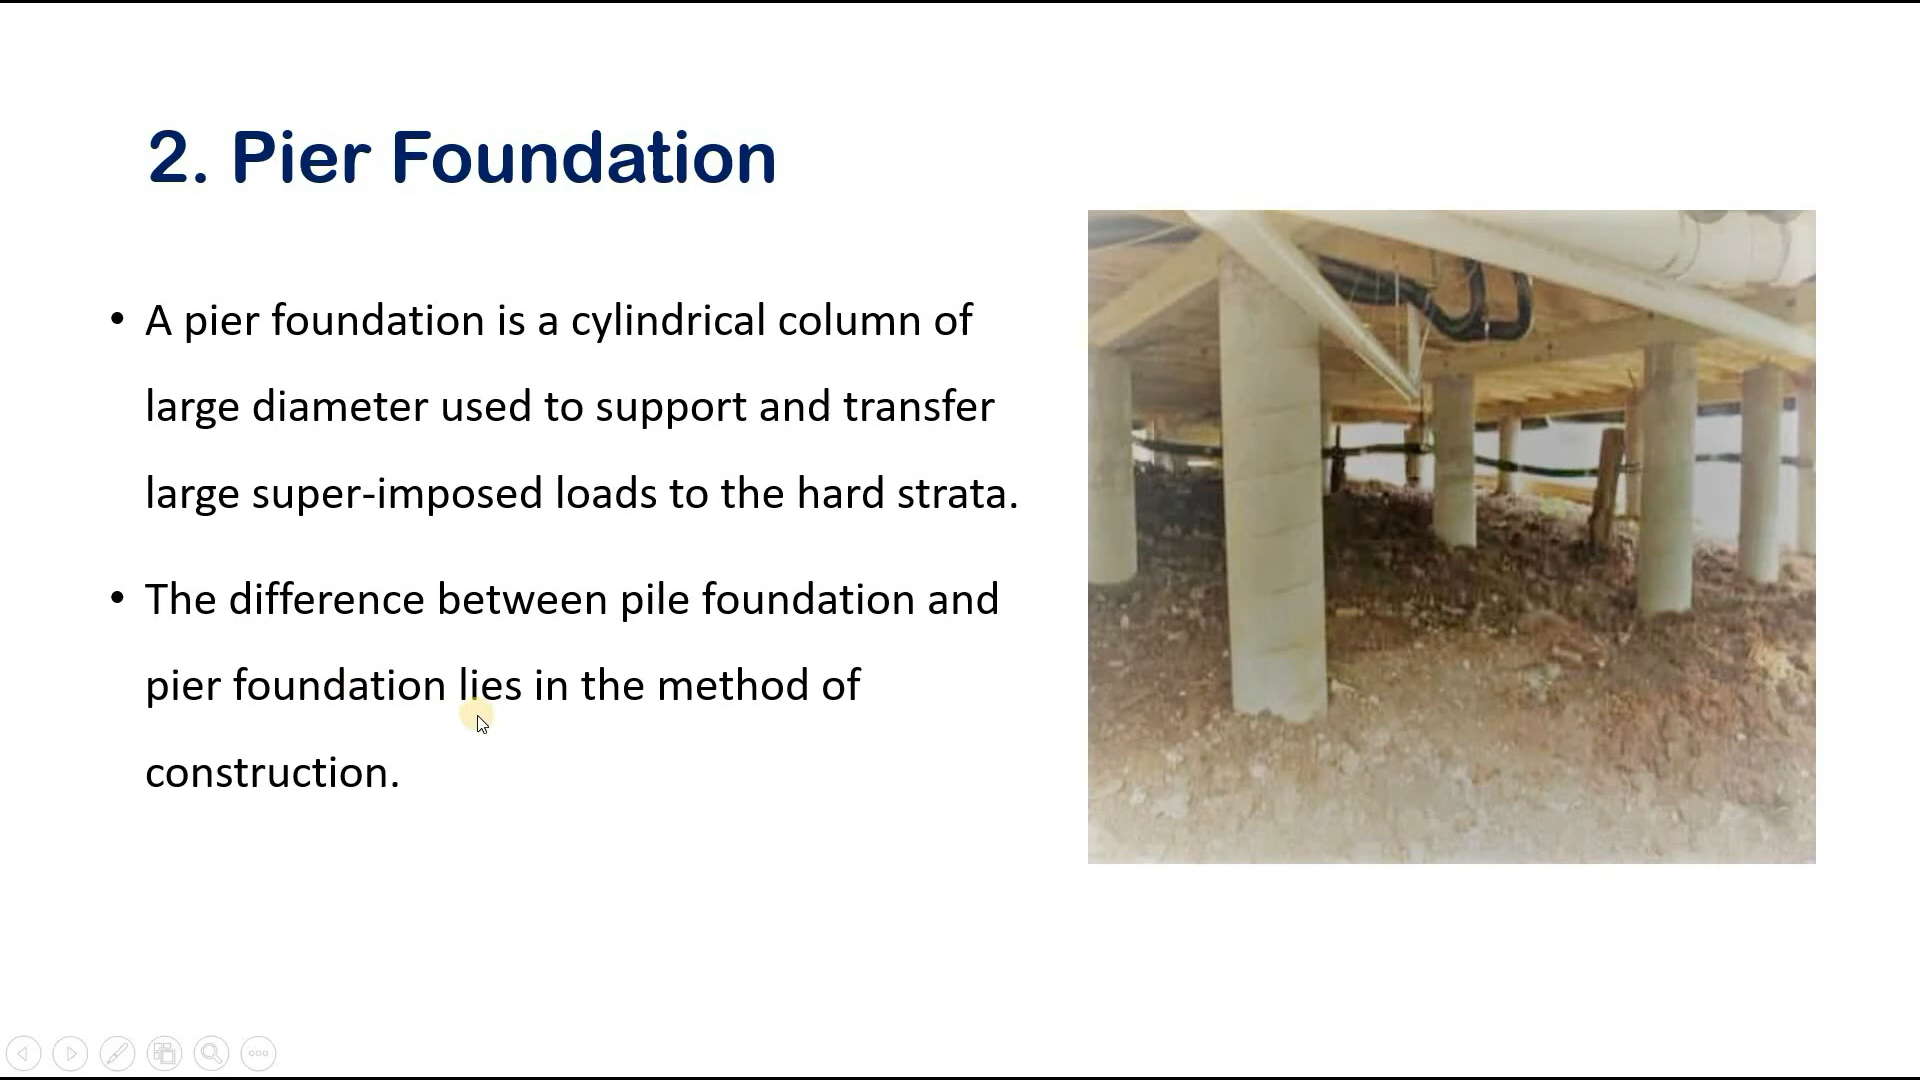 2. Pier Foundation
• A pier foundation is a cylindrical column of
large diameter used to support and transfer
large super-imposed loads to the hard strata.
• The difference between pile foundation and
pier foundation lies in the method of
construction.